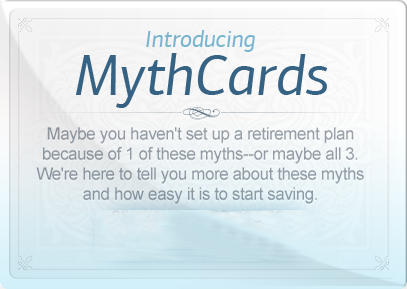 Introducing
MythCards
Maybe you haven't set up a retirement plan
because of 1 of these myths--or maybe all 3.
We're here to tell you more about these myths
and how easy it is to start saving.